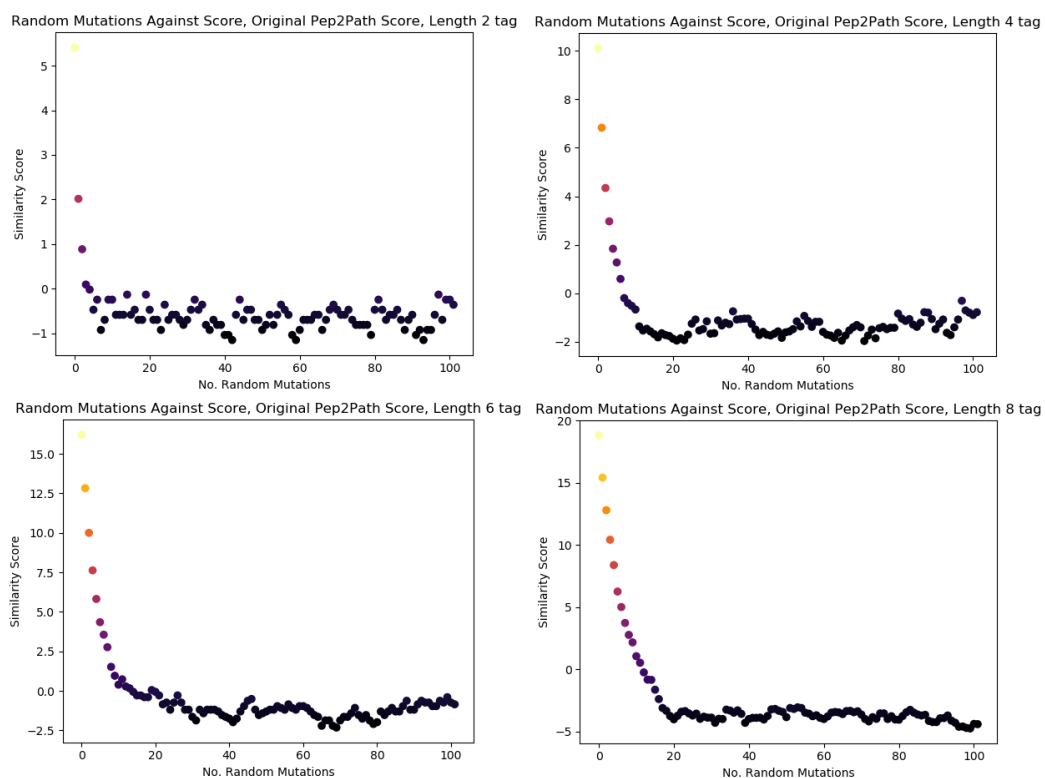 Random Mutations Against Score, Original Pep2Path Score, Length 2 tag
5
4
3
2
1
0
−1
Similarity Score
0 20 40 60 80 100
No. Random Mutations
Random Mutations Against Score, Original Pep2Path Score, Length 4 tag
10
8
6
4
2
0
−2
Similarity Score
0 20 40 60 80 100
No. Random Mutations
Random Mutations Against Score, Original Pep2Path Score, Length 6 tag
15.0
12.5
10.0
7.5
5.0
2.5
0.0
−2.5
Similarity Score
0 20 40 60 80 100
No. Random Mutations
Random Mutations Against Score, Original Pep2Path Score, Length 8 tag
20
15
10
5
0
−5
Similarity Score
0 20 40 60 80 100
No. Random Mutations